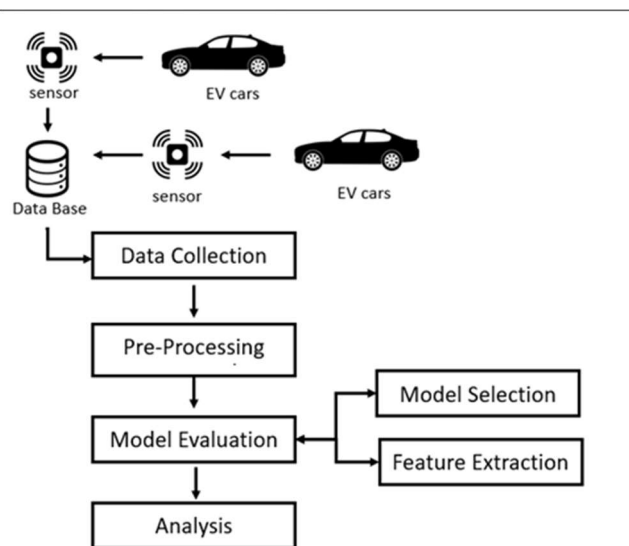 sensor
EV cars
Data Base
sensor
EV cars
Data Collection
Pre-Processing
Model Evaluation
Model Selection
Feature Extraction
Analysis